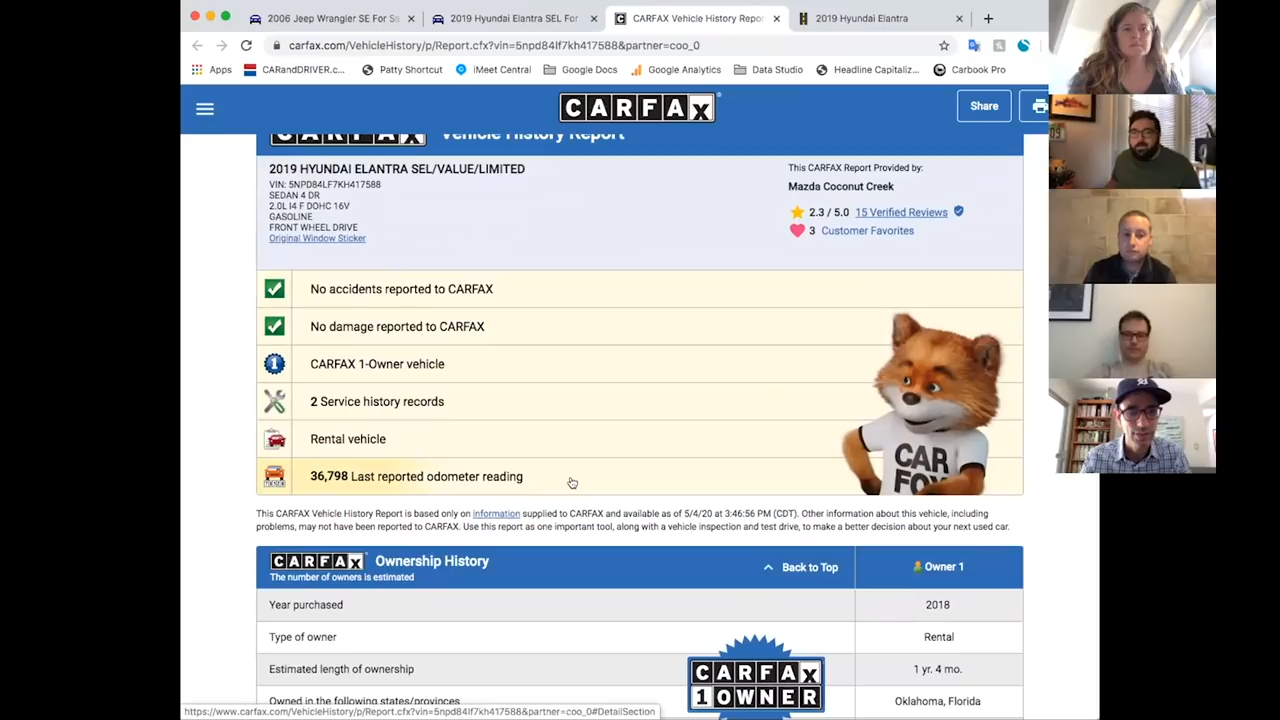 2006 Jeep Wrangler SE For Sa
2019 Hyundai Elantra SEL For
CARFAX Vehicle History Repor
2019 Hyundai Elantra
carfax.com/VehicleHistory/p/Report.cfx?vin=5npd84lf7kh417588&partner=coo_0
Apps
CARandDRIVER.c...
Patty Shortcut
iMeet Central
Google Docs
Google Analytics
Data Studio
Headline Capitaliz...
Carbook Pro
CARFAX
Share
CARFAX Vehicle History Report
2019 HYUNDAI ELANTRA SEL/VALUE/LIMITED
VIN: 5NPD84LF7KH417588
SEDAN 4 DR
2.0L I4 F DOHC 16V
GASOLINE
FRONT WHEEL DRIVE
Original Window Sticker
This CARFAX Report Provided by:
Mazda Coconut Creek
2.3 / 5.0 15 Verified Reviews
3 Customer Favorites
No accidents reported to CARFAX
No damage reported to CARFAX
1 CARFAX 1-Owner vehicle
2 Service history records
Rental vehicle
36,798 Last reported odometer reading
CAR
FOX
This CARFAX Vehicle History Report is based only on information supplied to CARFAX and available as of 5/4/20 at 3:46:56 PM (CDT). Other information about this vehicle, including
problems, may not have been reported to CARFAX. Use this report as one important tool, along with a vehicle inspection and test drive, to make a better decision about your next used car.
CARFAX Ownership History
The number of owners is estimated
Back to Top
Owner 1
Year purchased
2018
Type of owner
Rental
Estimated length of ownership
1 yr. 4 mo.
Owned in the following states/provinces
Oklahoma, Florida
CARFAX
1 OWNER
https://www.carfax.com/VehicleHistory/p/Report.cfx?vin=5npd84lf7kh417588&partner=coo_0#DetailSection